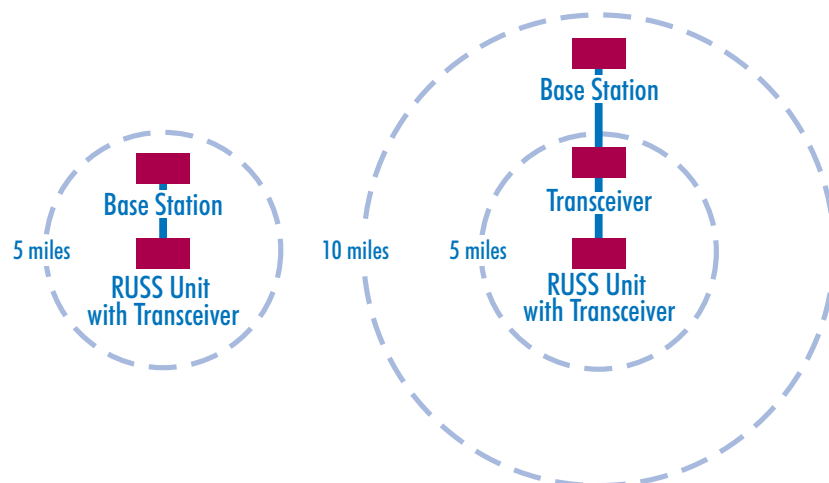 Base Station
5 miles
RUSS Unit
with Transceiver
Base Station
Transceiver
10 miles
5 miles
RUSS Unit
with Transceiver